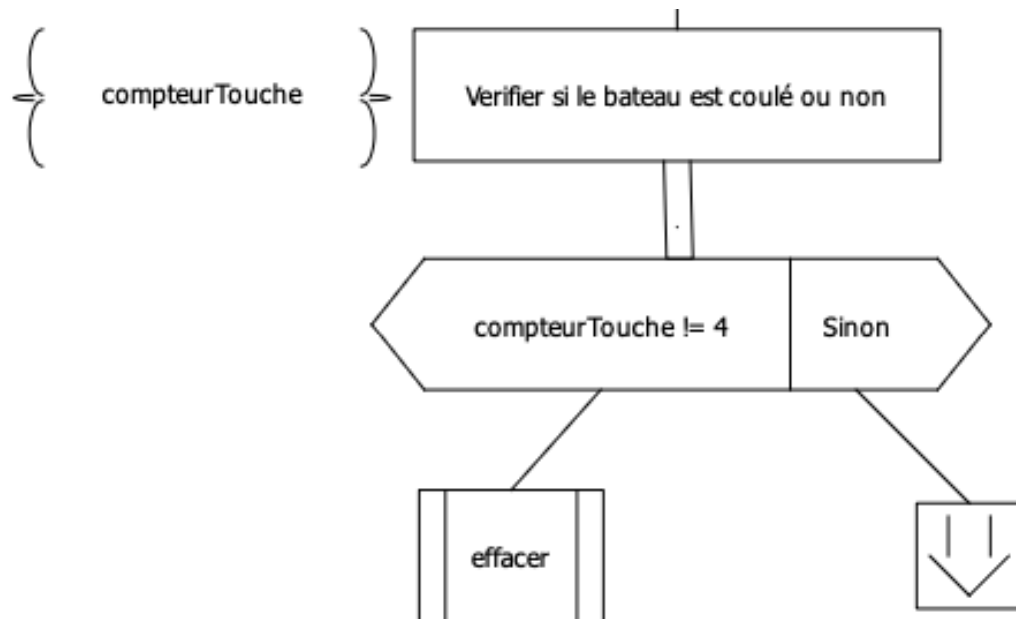 compteurTouche
Verifier si le bateau est coulé ou non
compteurTouche != 4
Sinon
effacer